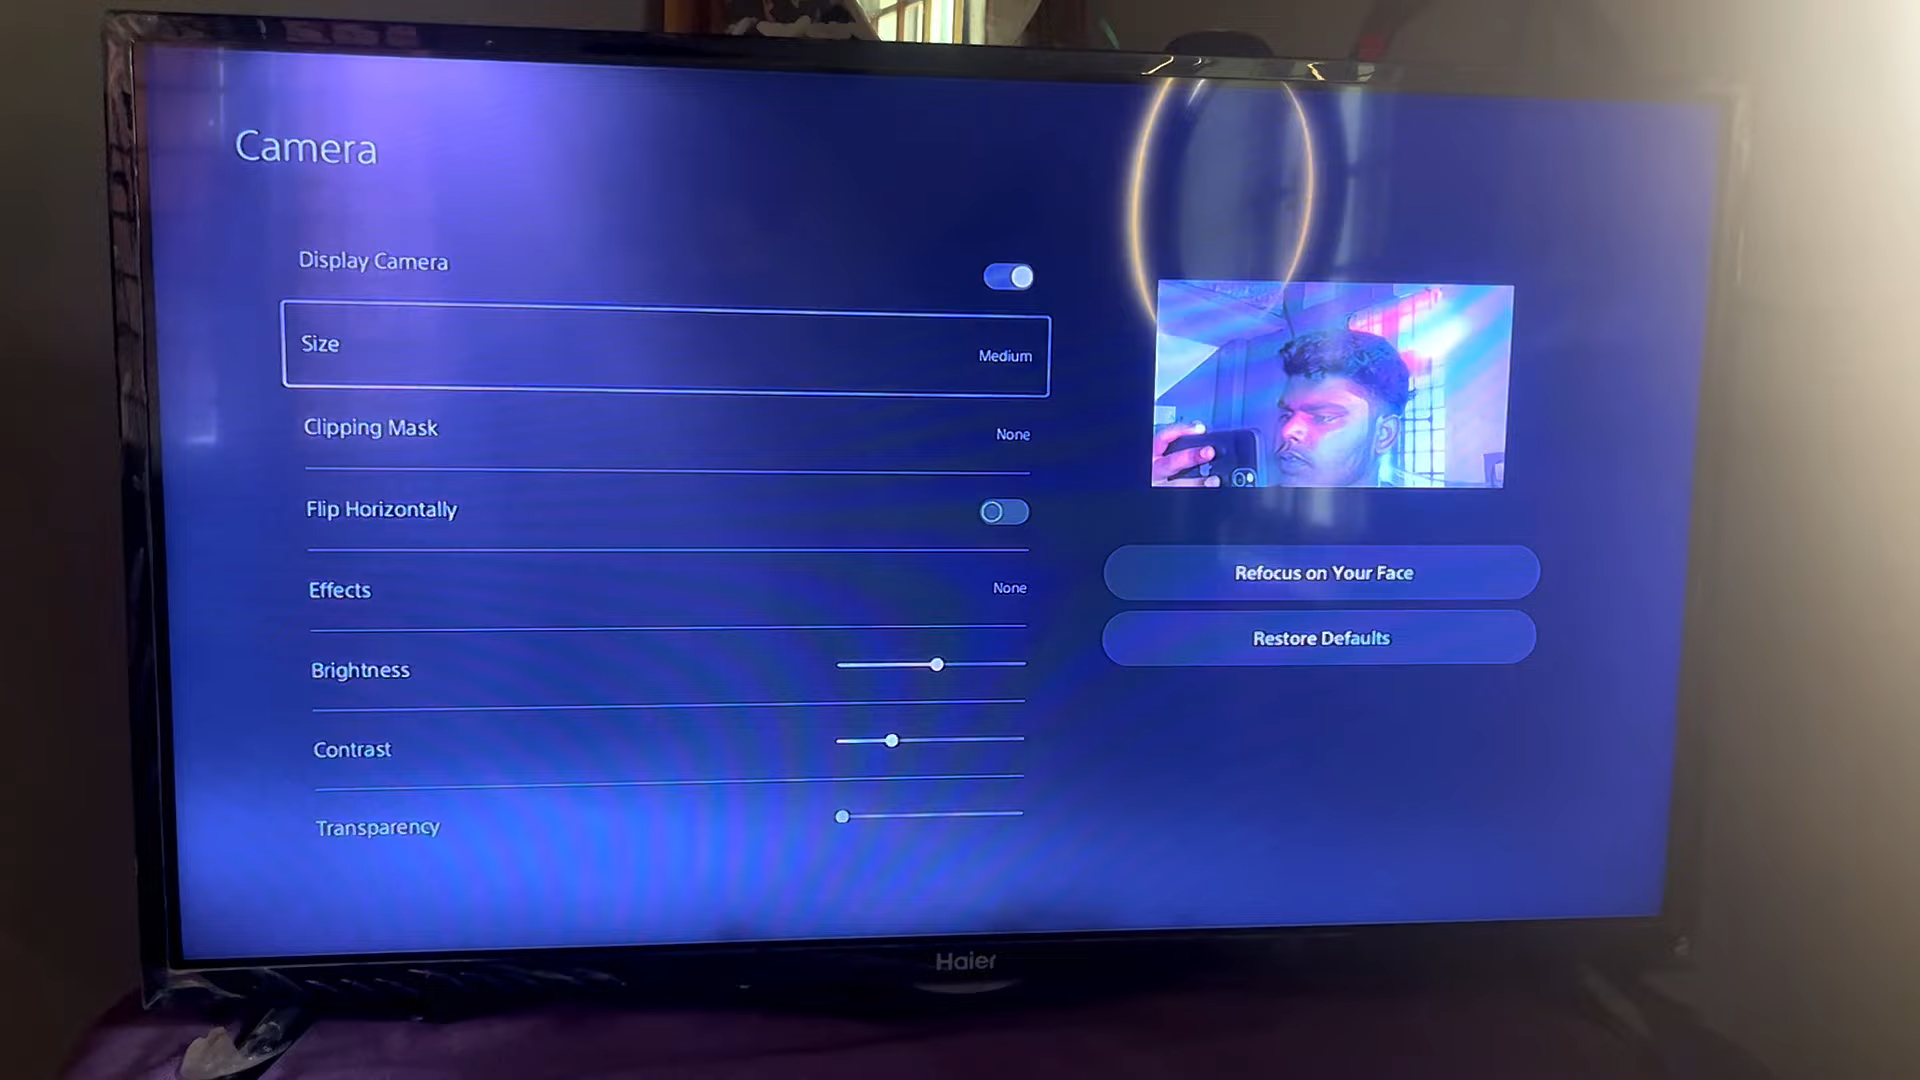 Camera
Display Camera
Size
Medium
Clipping Mask
None
Flip Horizontally
Effects
None
Brightness
Contrast
Transparency
Refocus on Your Face
Restore Defaults
Haier